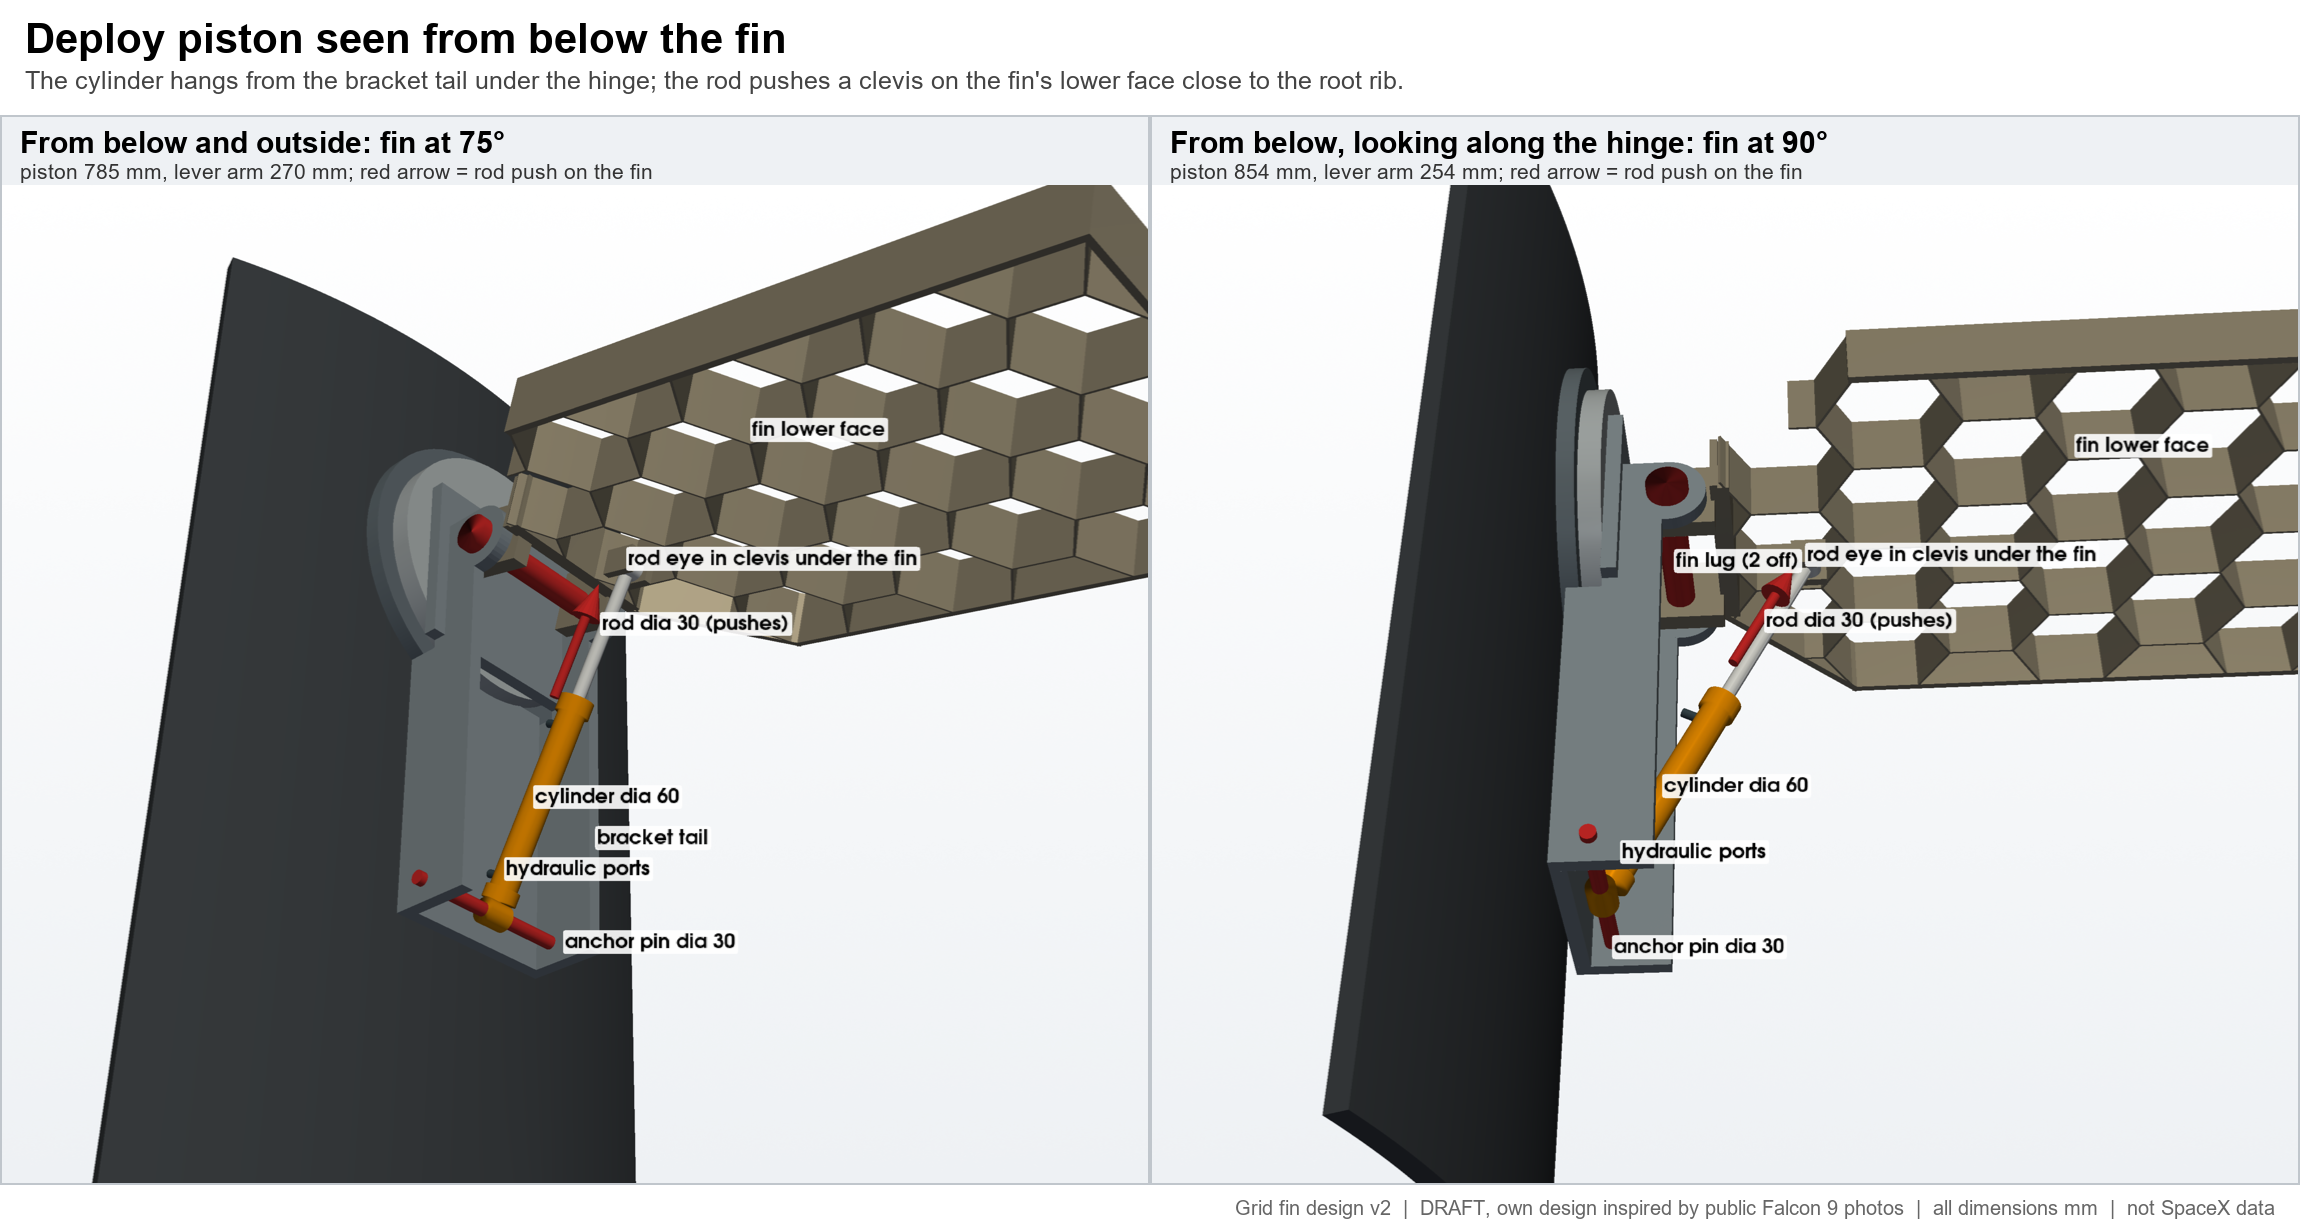 Deploy piston seen from below the fin
The cylinder hangs from the bracket tail under the hinge; the rod pushes a clevis on the fin's lower face close to the root rib.
From below and outside: fin at 75°
piston 785 mm, lever arm 270 mm; red arrow = rod push on the fin
fin lower face
rod eye in clevis under the fin
rod dia 30 (pushes)
cylinder dia 60
bracket tail
hydraulic ports
anchor pin dia 30
From below, looking along the hinge: fin at 90°
piston 854 mm, lever arm 254 mm; red arrow = rod push on the fin
fin lower face
fin lug (2 off)
rod eye in clevis under the fin
rod dia 30 (pushes)
cylinder dia 60
hydraulic ports
anchor pin dia 30
Grid fin design v2 | DRAFT, own design inspired by public Falcon 9 photos | all dimensions mm | not SpaceX data